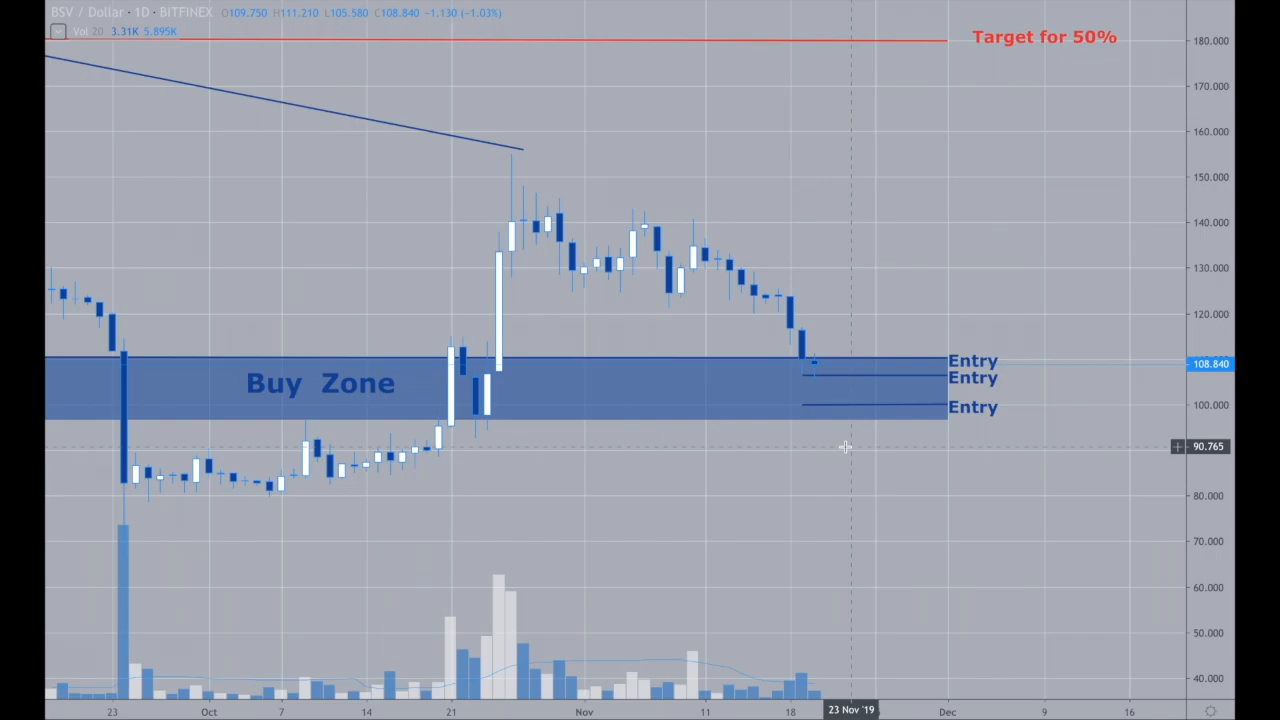 BSV / Dollar · 1D · BITFINEX O109.750 H111.210 L105.580 C108.840 −1.130 (−1.03%)
Vol 20 3.31K 5.895K
Target for 50%
180.000
170.000
160.000
150.000
140.000
130.000
120.000
Entry
108.840
Buy Zone
Entry
100.000
Entry
90.765
80.000
70.000
60.000
50.000
40.000
23 Oct 7 14 21 Nov 11 18 23 Nov '19 Dec 9 16